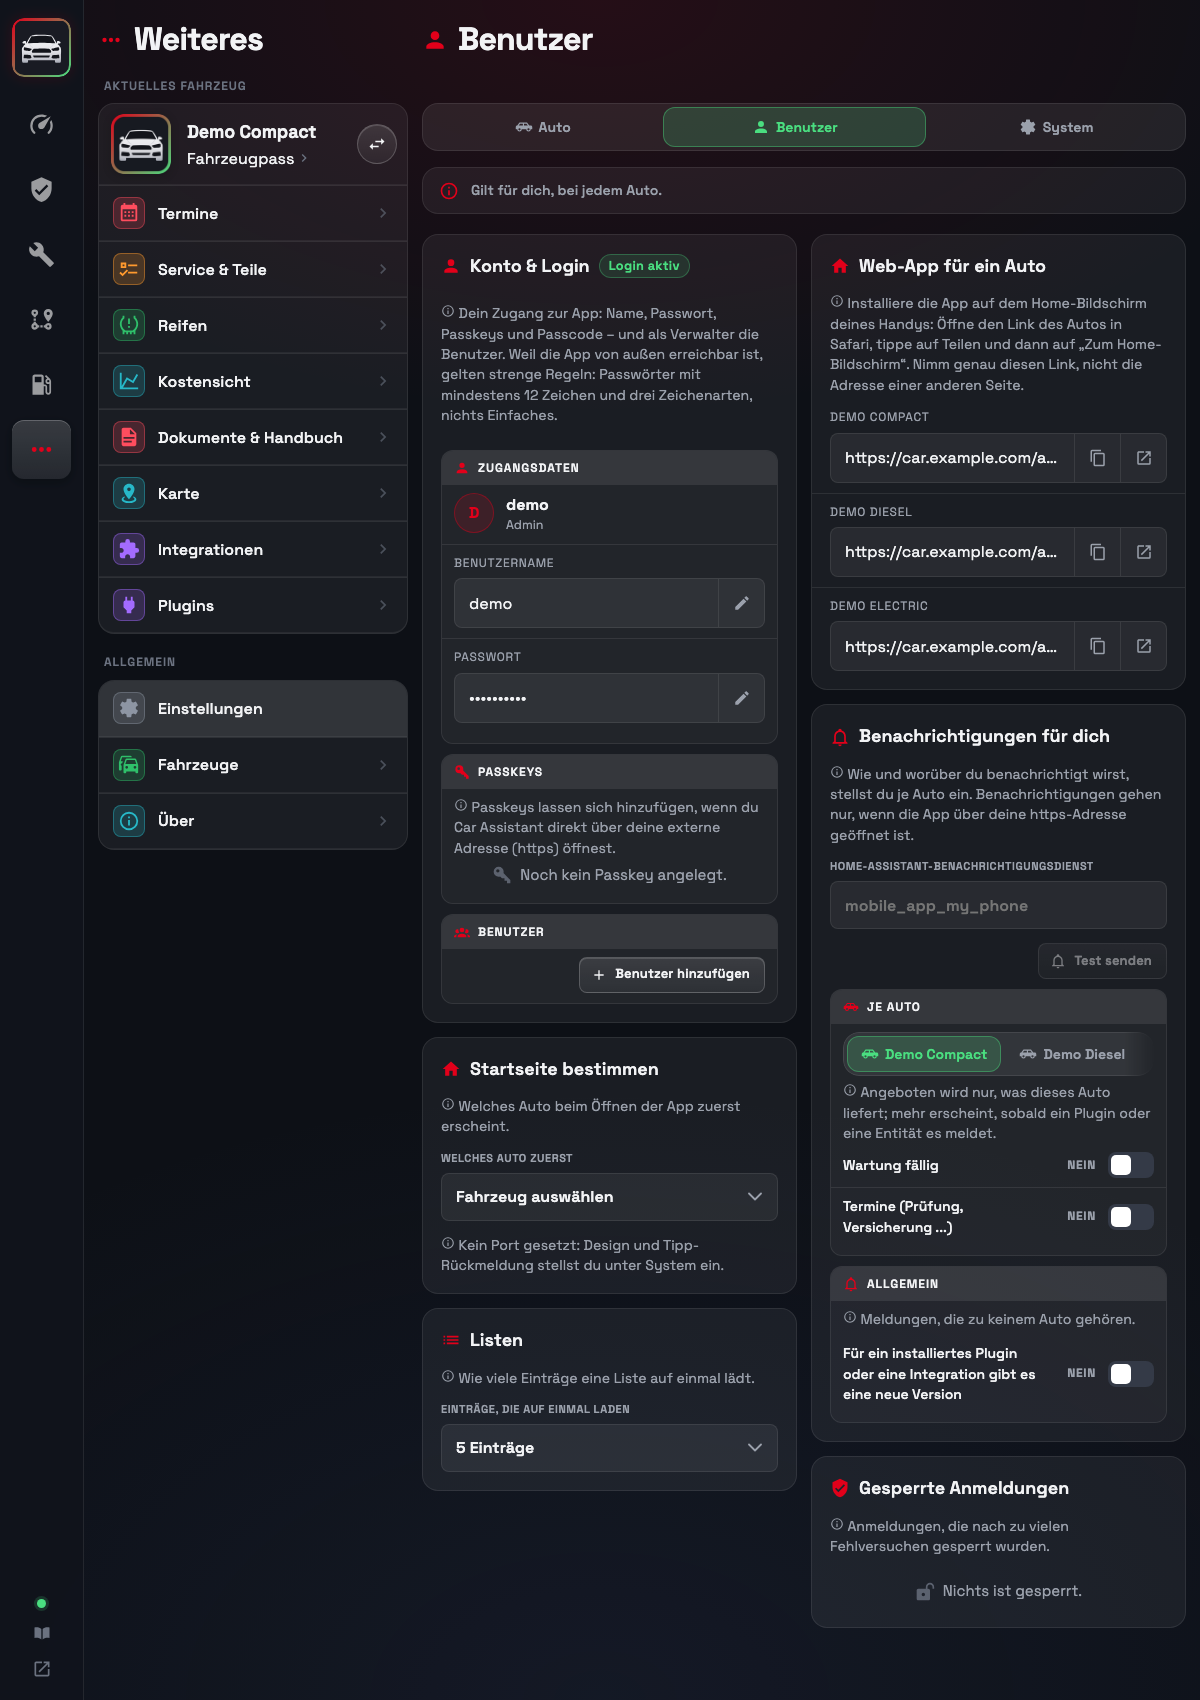 Weiteres
AKTUELLES FAHRZEUG
Demo Compact
Fahrzeugpass
Termine
Service & Teile
Reifen
Kostensicht
Dokumente & Handbuch
Karte
Integrationen
Plugins
ALLGEMEIN
Einstellungen
Fahrzeuge
Über
Benutzer
Auto
Benutzer
System
Gilt für dich, bei jedem Auto.
Konto & Login
Login aktiv
Dein Zugang zur App: Name, Passwort,
Passkeys und Passcode – und als Verwalter die
Benutzer. Weil die App von außen erreichbar ist,
gelten strenge Regeln: Passwörter mit
mindestens 12 Zeichen und drei Zeichenarten,
nichts Einfaches.
ZUGANGSDATEN
D
demo
Admin
BENUTZERNAME
demo
PASSWORT
••••••••••
PASSKEYS
Passkeys lassen sich hinzufügen, wenn du
Car Assistant direkt über deine externe
Adresse (https) öffnest.
Noch kein Passkey angelegt.
BENUTZER
Benutzer hinzufügen
Startseite bestimmen
Welches Auto beim Öffnen der App zuerst
erscheint.
WELCHES AUTO ZUERST
Fahrzeug auswählen
Kein Port gesetzt: Design und Tipp-
Rückmeldung stellst du unter System ein.
Listen
Wie viele Einträge eine Liste auf einmal lädt.
EINTRÄGE, DIE AUF EINMAL LADEN
5 Einträge
Web-App für ein Auto
Installiere die App auf dem Home-Bildschirm
deines Handys: Öffne den Link des Autos in
Safari, tippe auf Teilen und dann auf „Zum Home-
Bildschirm“. Nimm genau diesen Link, nicht die
Adresse einer anderen Seite.
DEMO COMPACT
https://car.example.com/a...
DEMO DIESEL
https://car.example.com/a...
DEMO ELECTRIC
https://car.example.com/a...
Benachrichtigungen für dich
Wie und worüber du benachrichtigt wirst,
stellst du je Auto ein. Benachrichtigungen gehen
nur, wenn die App über deine https-Adresse
geöffnet ist.
HOME-ASSISTANT-BENACHRICHTIGUNGSDIENST
mobile_app_my_phone
Test senden
JE AUTO
Demo Compact
Demo Diesel
Angeboten wird nur, was dieses Auto
liefert; mehr erscheint, sobald ein Plugin oder
eine Entität es meldet.
Wartung fällig
NEIN
Termine (Prüfung,
Versicherung ...)
NEIN
ALLGEMEIN
Meldungen, die zu keinem Auto gehören.
Für ein installiertes Plugin
oder eine Integration gibt es
eine neue Version
NEIN
Gesperrte Anmeldungen
Anmeldungen, die nach zu vielen
Fehlversuchen gesperrt wurden.
Nichts ist gesperrt.